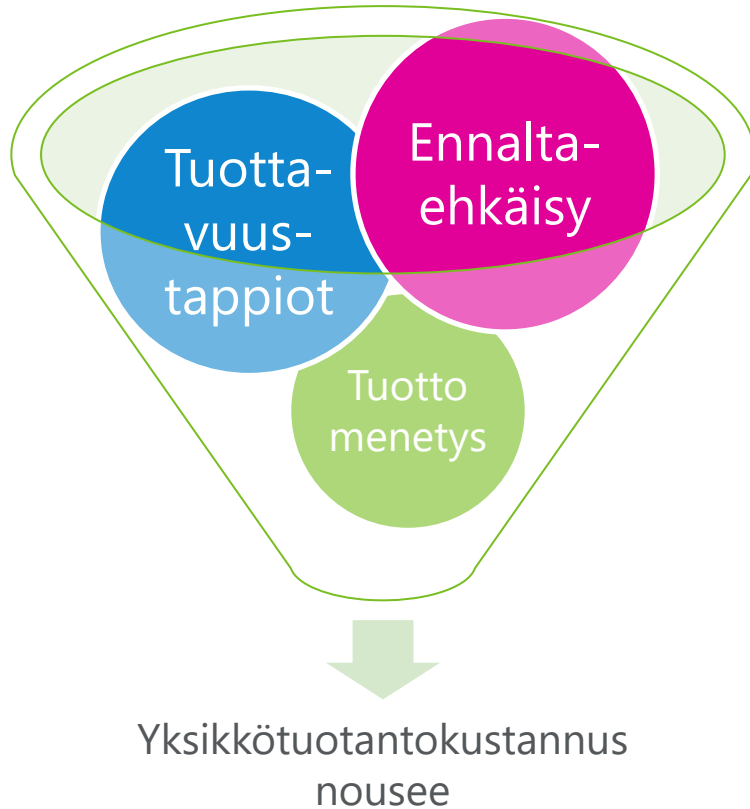 Tuotta-
vuus-
tappiot
Ennalta-
ehkäisy
Tuotto
menetys
Yksikkötuotantokustannus
nousee